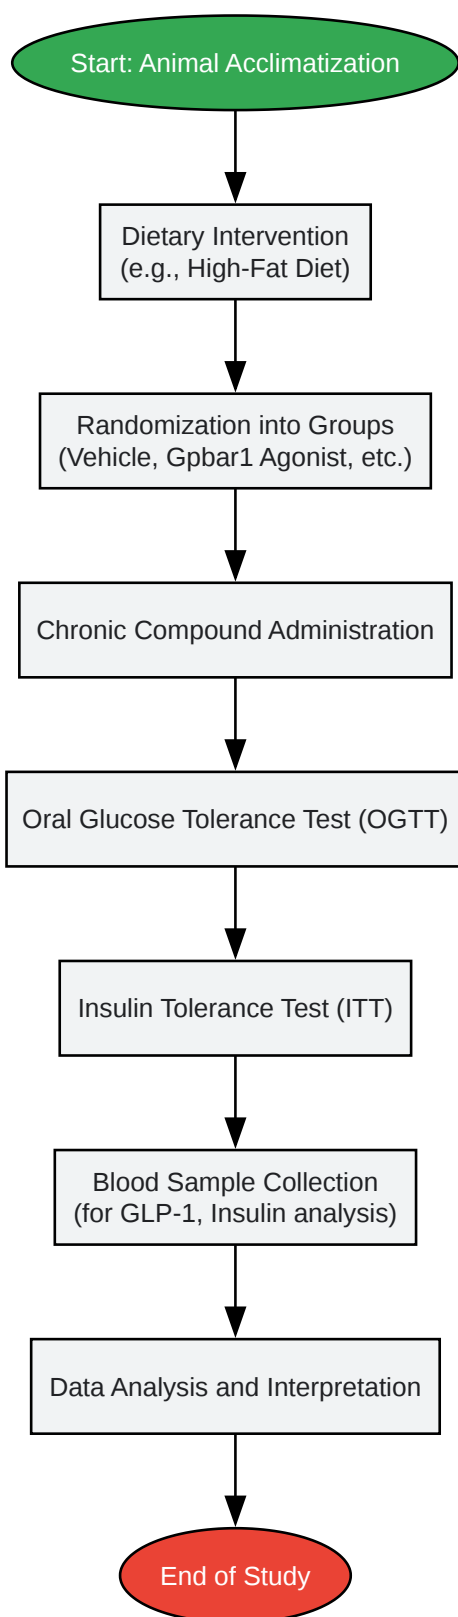 Start: Animal Acclimatization
Dietary Intervention
(e.g., High-Fat Diet)
Randomization into Groups
(Vehicle, Gpbar1 Agonist, etc.)
Chronic Compound Administration
Oral Glucose Tolerance Test (OGTT)
Insulin Tolerance Test (ITT)
Blood Sample Collection
(for GLP-1, Insulin analysis)
Data Analysis and Interpretation
End of Study